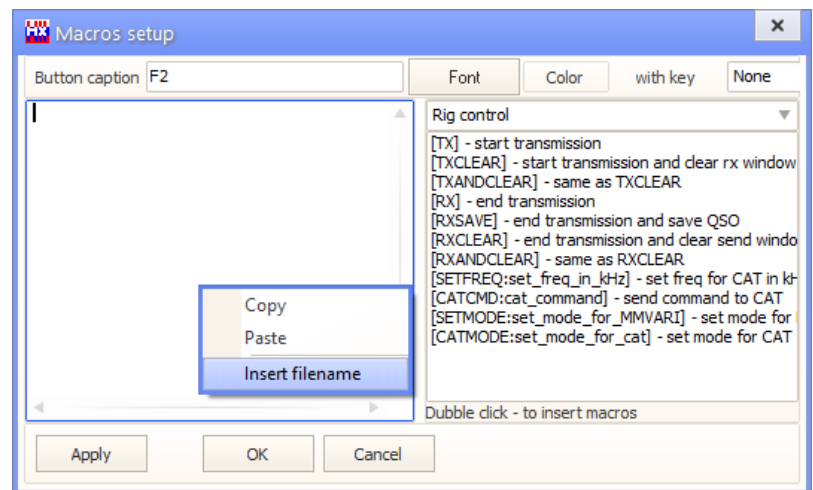 HX Macros setup
Button caption F2 Font Color with key None
Rig control
[TX] - start transmission
[TXCLEAR] - start transmission and clear rx window
[TXANDCLEAR] - same as TXCLEAR
[RX] - end transmission
[RXSAVE] - end transmission and save QSO
[RXCLEAR] - end transmission and clear send windo
[RXANDCLEAR] - same as RXCLEAR
[SETFREQ:set_freq_in_kHz] - set freq for CAT in kH
[CATCMD:cat_command] - send command to CAT
[SETMODE:set_mode_for_MMVARI] - set mode for
[CATMODE:set_mode_for_cat] - set mode for CAT
Copy
Paste
Insert filename
Dubble click - to insert macros
Apply OK Cancel